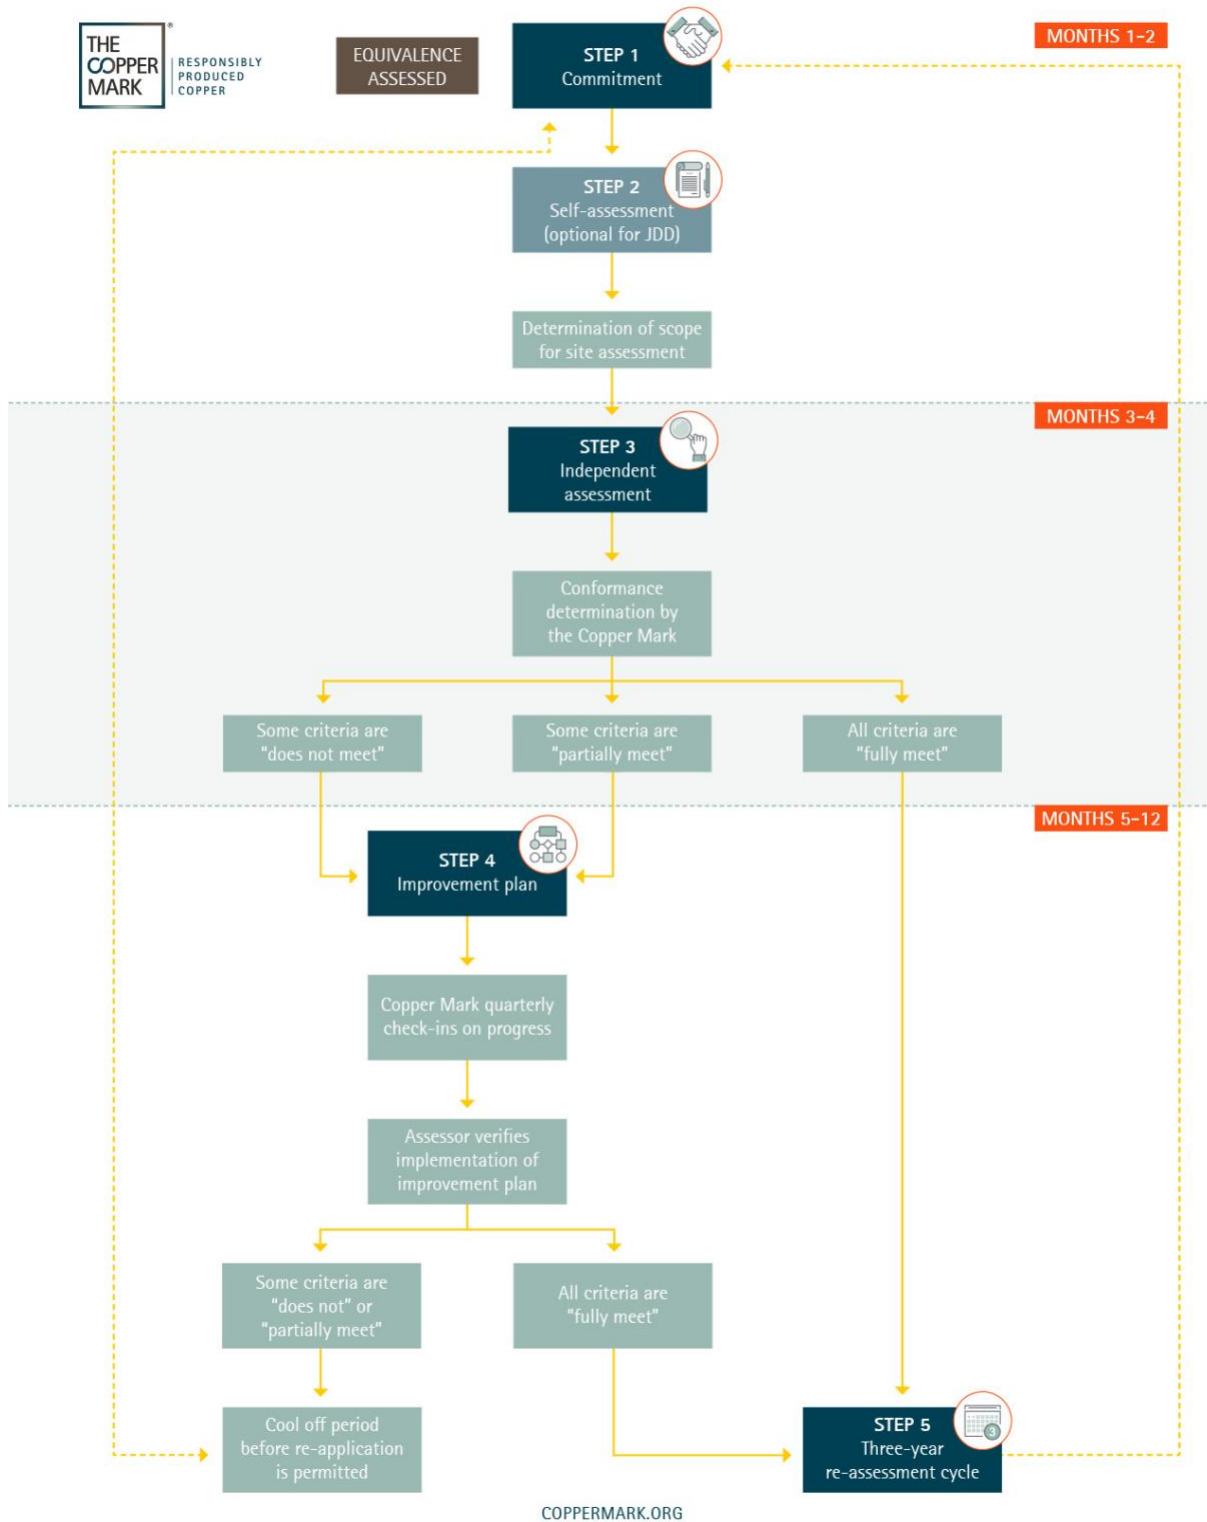 THE
COPPER
MARK
®
RESPONSIBLY
PRODUCED
COPPER
EQUIVALENCE
ASSESSED
STEP 1
Commitment
MONTHS 1-2
STEP 2
Self-assessment
(optional for JDD)
Determination of scope
for site assessment
MONTHS 3-4
STEP 3
Independent
assessment
Conformance
determination by
the Copper Mark
Some criteria are
"does not meet"
Some criteria are
"partially meet"
All criteria are
"fully meet"
MONTHS 5-12
STEP 4
Improvement plan
Copper Mark quarterly
check-ins on progress
Assessor verifies
implementation of
improvement plan
Some criteria are
"does not" or
"partially meet"
All criteria are
"fully meet"
Cool off period
before re-application
is permitted
STEP 5
Three-year
re-assessment cycle
3
COPPERMARK.ORG